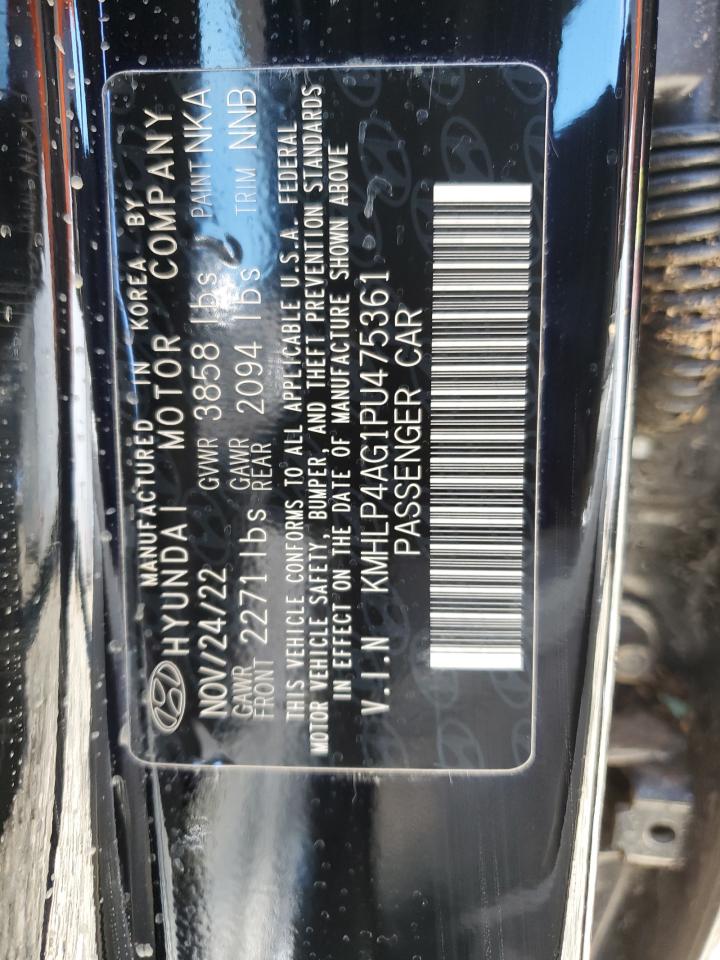 MANUFACTURED IN KOREA BY
HYUNDAI MOTOR COMPANY
NOV/24/22 GVWR 3858 lbs PAINT NKA
GAWR FRONT 2271 lbs GAWR REAR 2094 lbs TRIM NNB
THIS VEHICLE CONFORMS TO ALL APPLICABLE U.S.A. FEDERAL
MOTOR VEHICLE SAFETY, BUMPER, AND THEFT PREVENTION STANDARDS
IN EFFECT ON THE DATE OF MANUFACTURE SHOWN ABOVE
V.I.N KMHLP4AG1PU475361
PASSENGER CAR